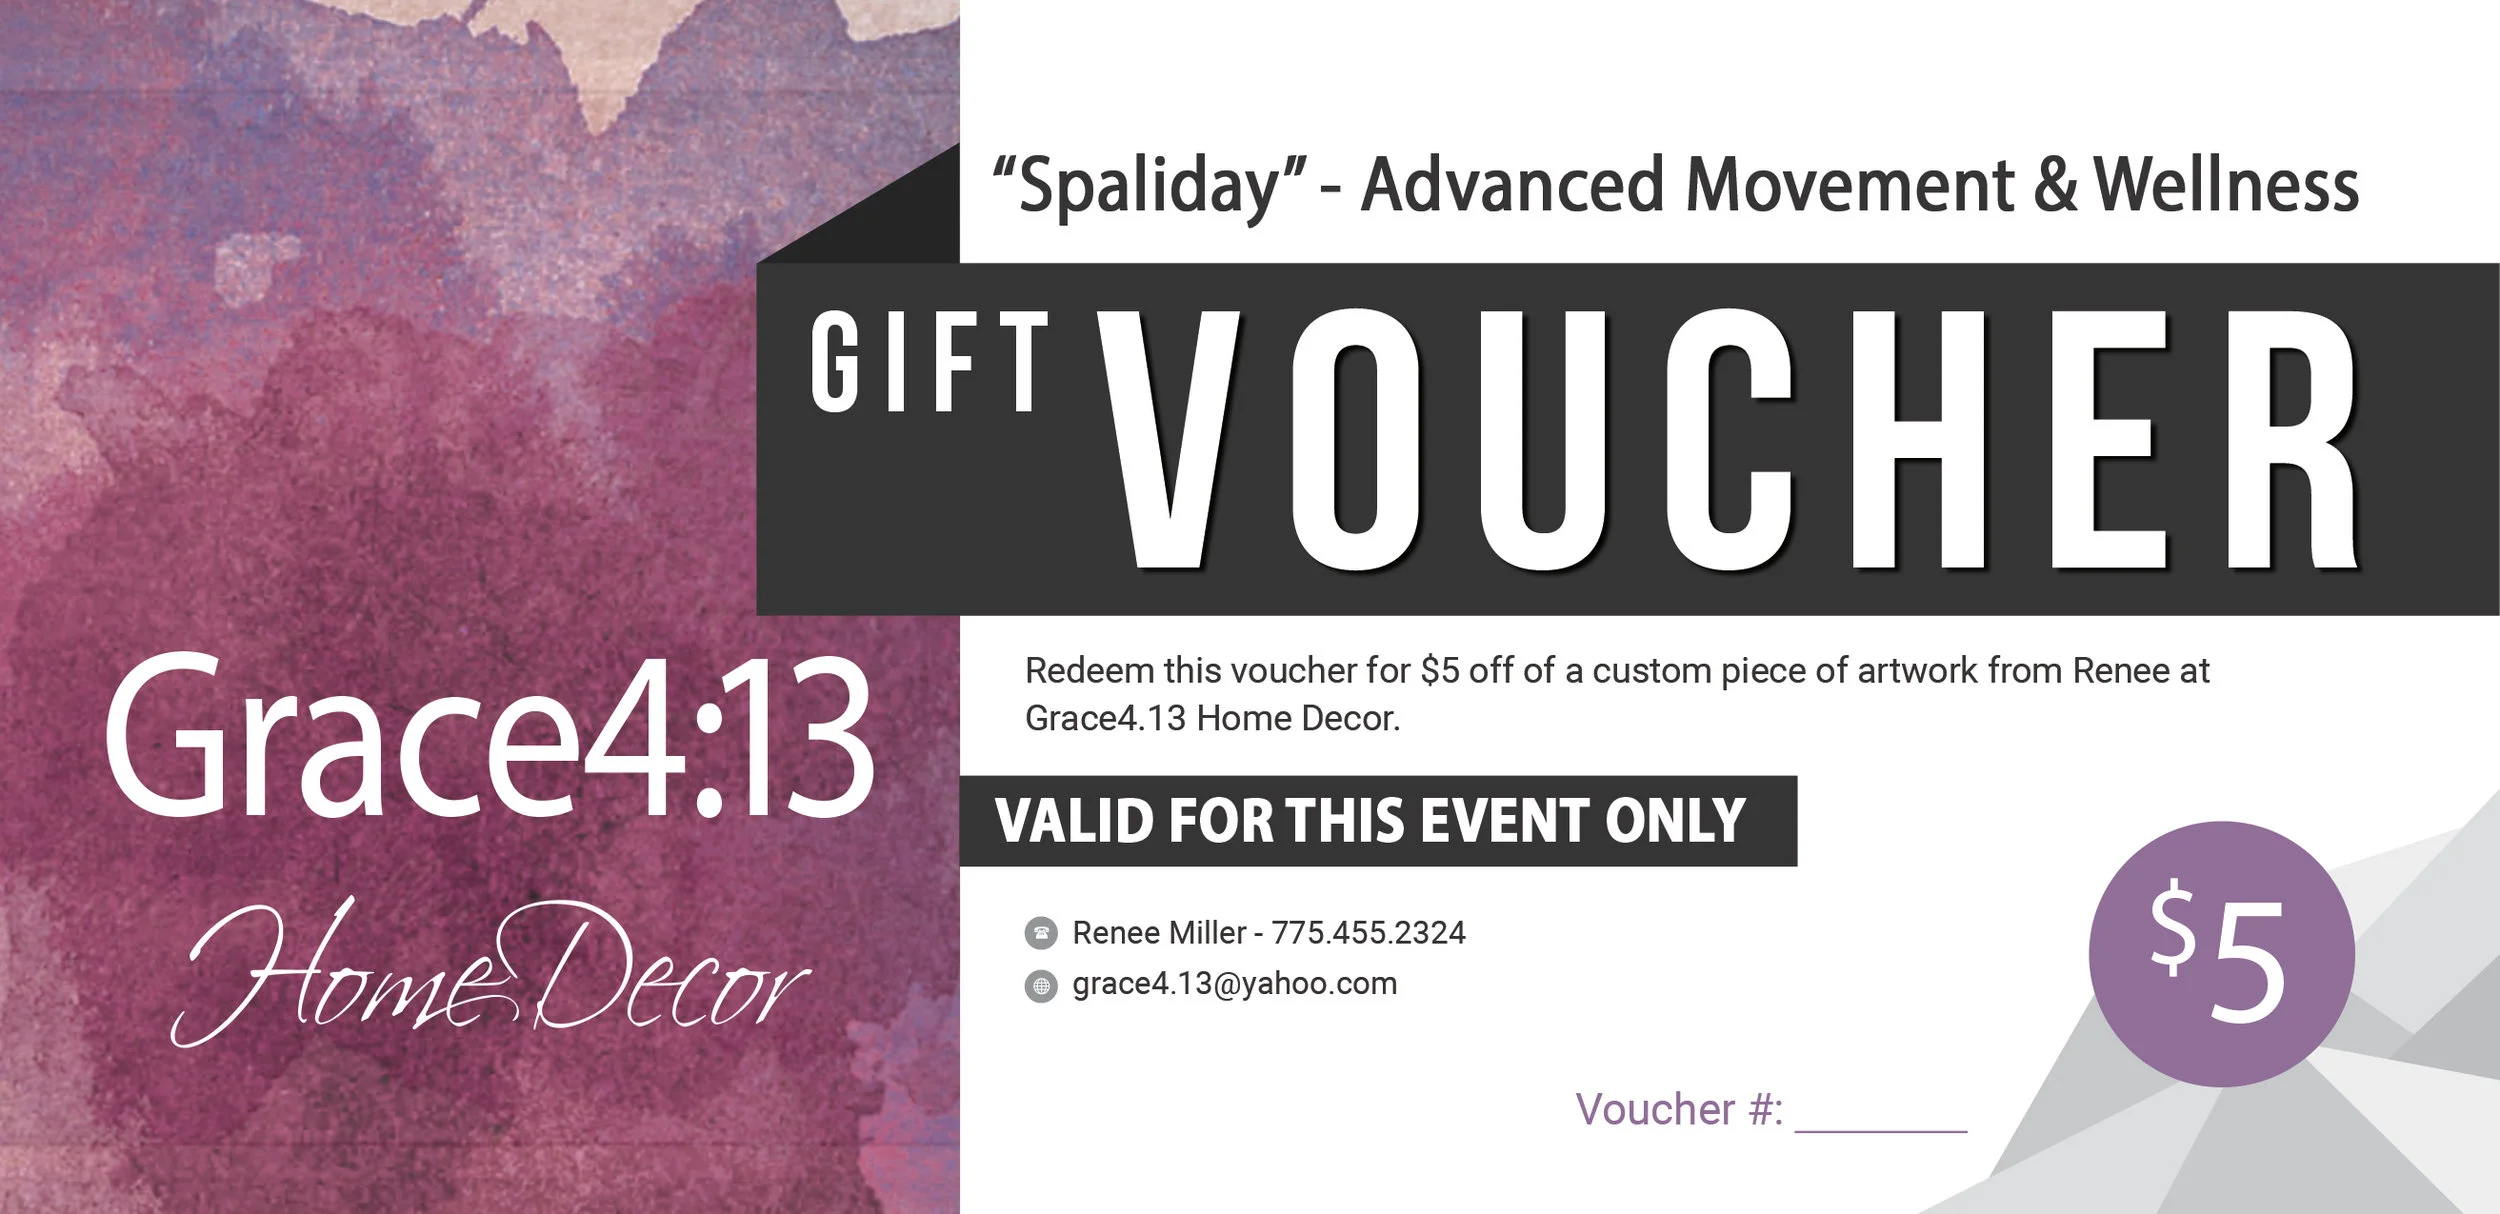 “Spaliday” - Advanced Movement & Wellness
GIFT VOUCHER
Grace4:13
Home Decor
Redeem this voucher for $5 off of a custom piece of artwork from Renee at
Grace4.13 Home Decor.
VALID FOR THIS EVENT ONLY
Renee Miller - 775.455.2324
grace4.13@yahoo.com
$5
Voucher #: _________